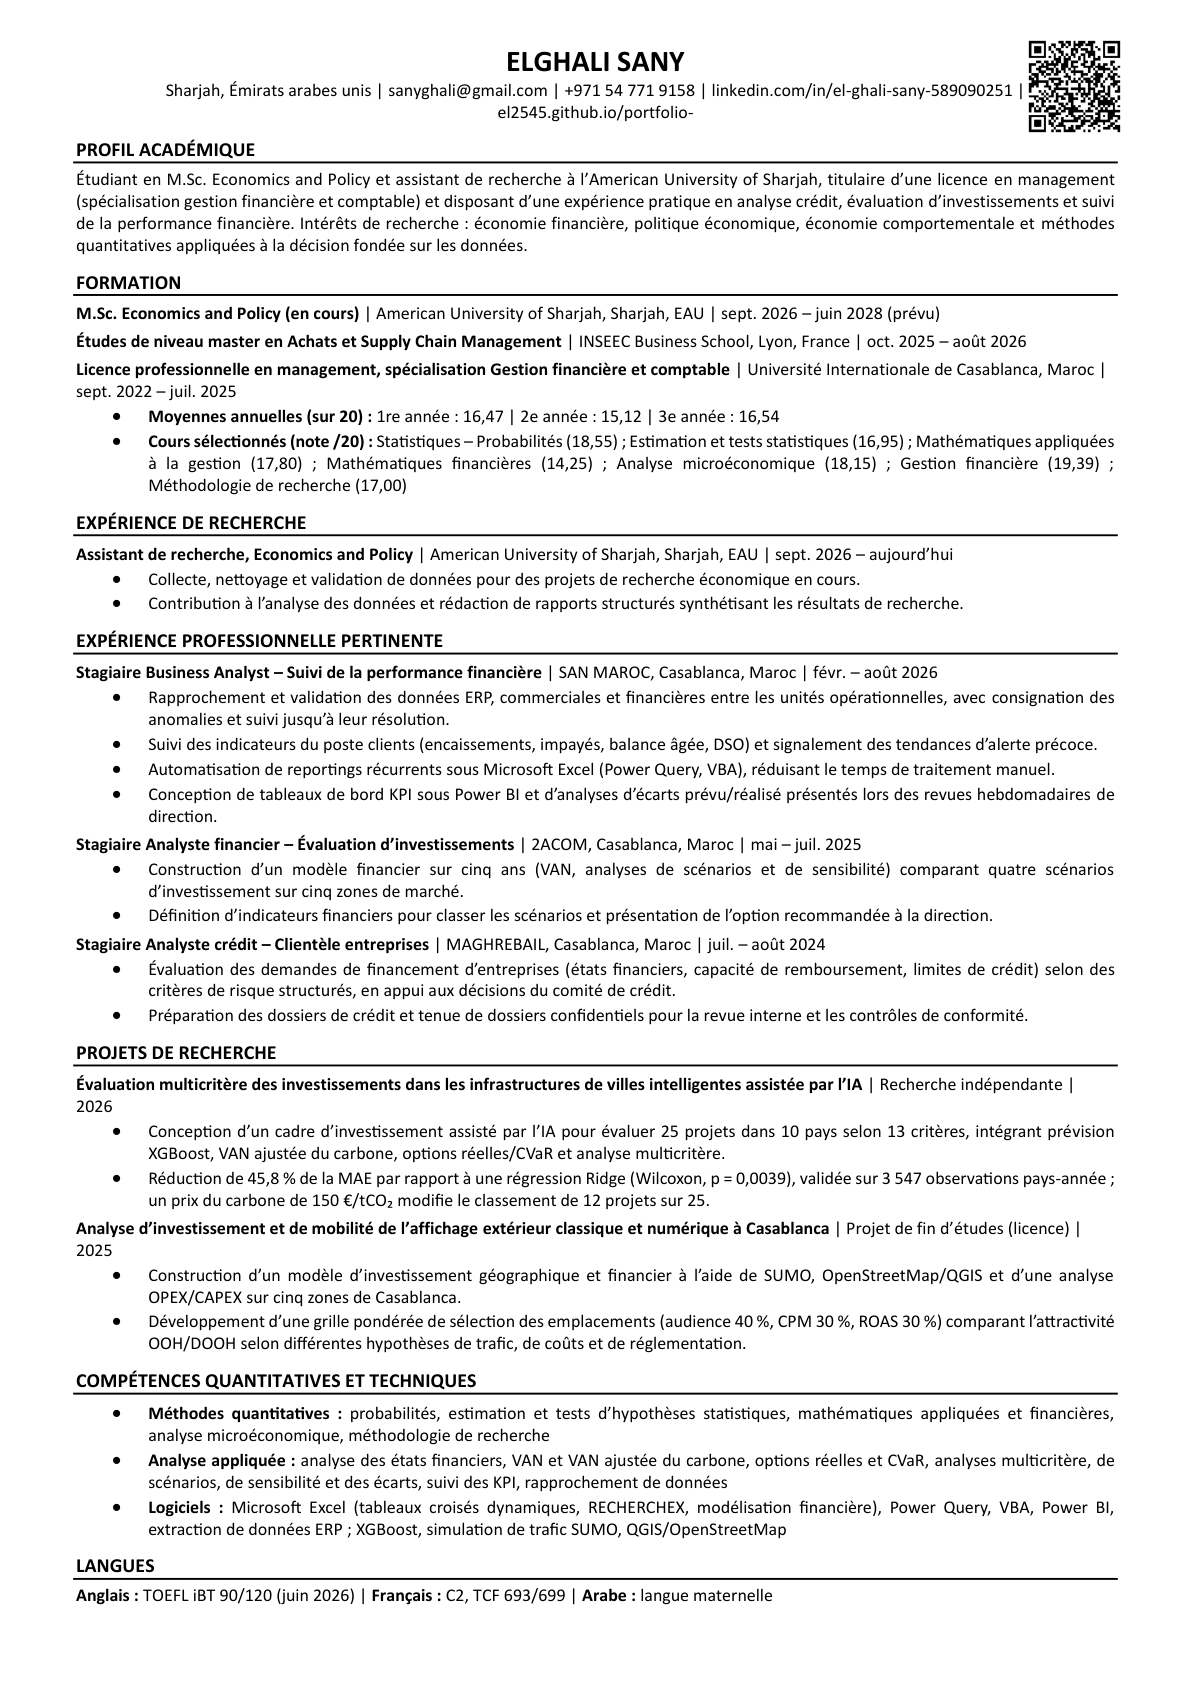 ELGHALI SANY
Sharjah, Émirats arabes unis | sanyghali@gmail.com | +971 54 771 9158 | linkedin.com/in/el-ghali-sany-589090251 |
el2545.github.io/portfolio-
PROFIL ACADÉMIQUE
Étudiant en M.Sc. Economics and Policy et assistant de recherche à l’American University of Sharjah, titulaire d’une licence en management
(spécialisation gestion financière et comptable) et disposant d’une expérience pratique en analyse crédit, évaluation d’investissements et suivi
de la performance financière. Intérêts de recherche : économie financière, politique économique, économie comportementale et méthodes
quantitatives appliquées à la décision fondée sur les données.
FORMATION
M.Sc. Economics and Policy (en cours) | American University of Sharjah, Sharjah, EAU | sept. 2026 – juin 2028 (prévu)
Études de niveau master en Achats et Supply Chain Management | INSEEC Business School, Lyon, France | oct. 2025 – août 2026
Licence professionnelle en management, spécialisation Gestion financière et comptable | Université Internationale de Casablanca, Maroc |
sept. 2022 – juil. 2025
• Moyennes annuelles (sur 20) : 1re année : 16,47 | 2e année : 15,12 | 3e année : 16,54
• Cours sélectionnés (note /20) : Statistiques – Probabilités (18,55) ; Estimation et tests statistiques (16,95) ; Mathématiques appliquées
à la gestion (17,80) ; Mathématiques financières (14,25) ; Analyse microéconomique (18,15) ; Gestion financière (19,39) ;
Méthodologie de recherche (17,00)
EXPÉRIENCE DE RECHERCHE
Assistant de recherche, Economics and Policy | American University of Sharjah, Sharjah, EAU | sept. 2026 – aujourd’hui
• Collecte, nettoyage et validation de données pour des projets de recherche économique en cours.
• Contribution à l’analyse des données et rédaction de rapports structurés synthétisant les résultats de recherche.
EXPÉRIENCE PROFESSIONNELLE PERTINENTE
Stagiaire Business Analyst – Suivi de la performance financière | SAN MAROC, Casablanca, Maroc | févr. – août 2026
• Rapprochement et validation des données ERP, commerciales et financières entre les unités opérationnelles, avec consignation des
anomalies et suivi jusqu’à leur résolution.
• Suivi des indicateurs du poste clients (encaissements, impayés, balance âgée, DSO) et signalement des tendances d’alerte précoce.
• Automatisation de reportings récurrents sous Microsoft Excel (Power Query, VBA), réduisant le temps de traitement manuel.
• Conception de tableaux de bord KPI sous Power BI et d’analyses d’écarts prévu/réalisé présentés lors des revues hebdomadaires de
direction.
Stagiaire Analyste financier – Évaluation d’investissements | 2ACOM, Casablanca, Maroc | mai – juil. 2025
• Construction d’un modèle financier sur cinq ans (VAN, analyses de scénarios et de sensibilité) comparant quatre scénarios
d’investissement sur cinq zones de marché.
• Définition d’indicateurs financiers pour classer les scénarios et présentation de l’option recommandée à la direction.
Stagiaire Analyste crédit – Clientèle entreprises | MAGHREBAIL, Casablanca, Maroc | juil. – août 2024
• Évaluation des demandes de financement d’entreprises (états financiers, capacité de remboursement, limites de crédit) selon des
critères de risque structurés, en appui aux décisions du comité de crédit.
• Préparation des dossiers de crédit et tenue de dossiers confidentiels pour la revue interne et les contrôles de conformité.
PROJETS DE RECHERCHE
Évaluation multicritère des investissements dans les infrastructures de villes intelligentes assistée par l’IA | Recherche indépendante |
2026
• Conception d’un cadre d’investissement assisté par l’IA pour évaluer 25 projets dans 10 pays selon 13 critères, intégrant prévision
XGBoost, VAN ajustée du carbone, options réelles/CVaR et analyse multicritère.
• Réduction de 45,8 % de la MAE par rapport à une régression Ridge (Wilcoxon, p = 0,0039), validée sur 3 547 observations pays-année ;
un prix du carbone de 150 €/tCO₂ modifie le classement de 12 projets sur 25.
Analyse d’investissement et de mobilité de l’affichage extérieur classique et numérique à Casablanca | Projet de fin d’études (licence) |
2025
• Construction d’un modèle d’investissement géographique et financier à l’aide de SUMO, OpenStreetMap/QGIS et d’une analyse
OPEX/CAPEX sur cinq zones de Casablanca.
• Développement d’une grille pondérée de sélection des emplacements (audience 40 %, CPM 30 %, ROAS 30 %) comparant l’attractivité
OOH/DOOH selon différentes hypothèses de trafic, de coûts et de réglementation.
COMPÉTENCES QUANTITATIVES ET TECHNIQUES
• Méthodes quantitatives : probabilités, estimation et tests d’hypothèses statistiques, mathématiques appliquées et financières,
analyse microéconomique, méthodologie de recherche
• Analyse appliquée : analyse des états financiers, VAN et VAN ajustée du carbone, options réelles et CVaR, analyses multicritère, de
scénarios, de sensibilité et des écarts, suivi des KPI, rapprochement de données
• Logiciels : Microsoft Excel (tableaux croisés dynamiques, RECHERCHEX, modélisation financière), Power Query, VBA, Power BI,
extraction de données ERP ; XGBoost, simulation de trafic SUMO, QGIS/OpenStreetMap
LANGUES
Anglais : TOEFL iBT 90/120 (juin 2026) | Français : C2, TCF 693/699 | Arabe : langue maternelle